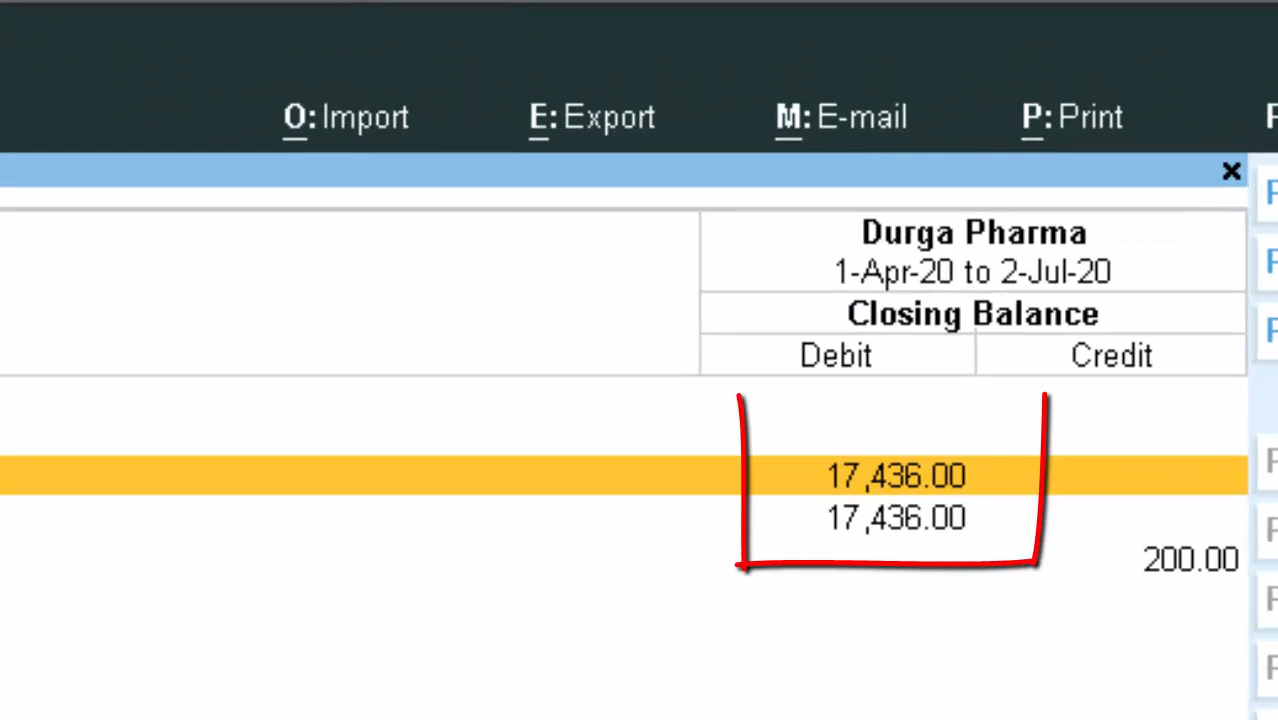 O: Import E: Export M: E-mail P: Print
Durga Pharma
1-Apr-20 to 2-Jul-20
Closing Balance
Debit Credit
17,436.00
17,436.00
200.00